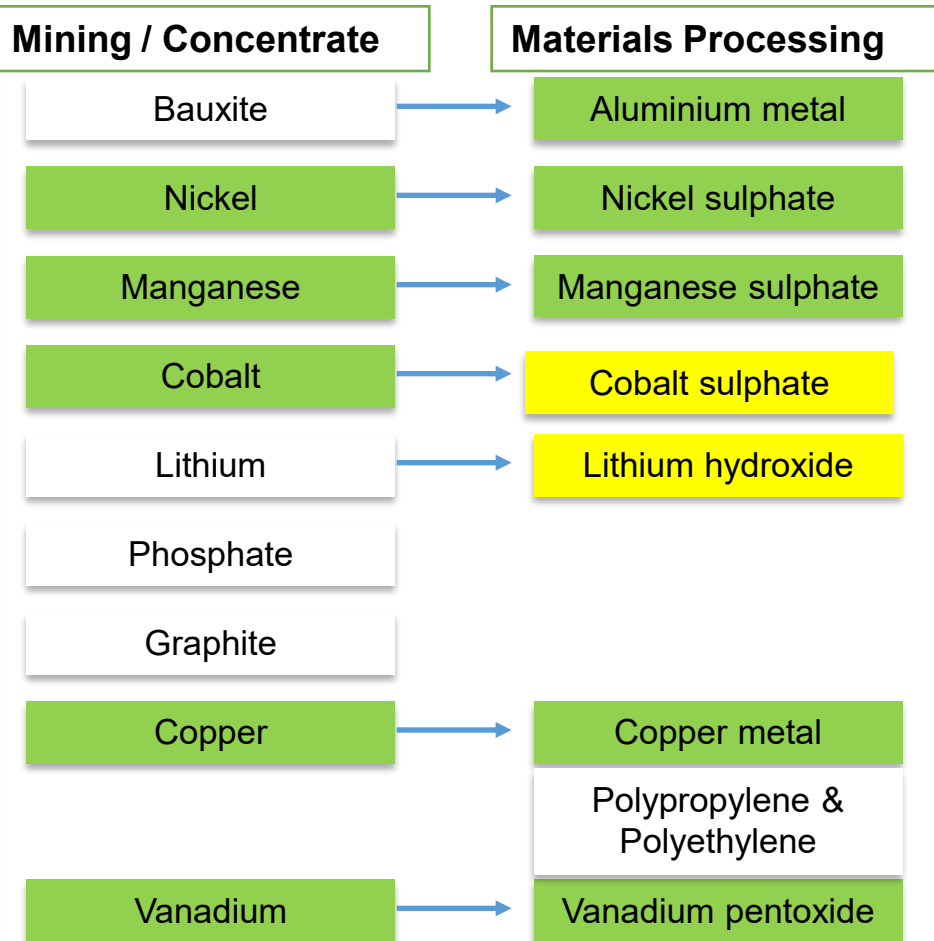 Mining / Concentrate
Materials Processing
Bauxite
Aluminium metal
Nickel
Nickel sulphate
Manganese
Manganese sulphate
Cobalt
Cobalt sulphate
Lithium
Lithium hydroxide
Phosphate
Graphite
Copper
Copper metal
Polypropylene &
Polyethylene
Vanadium
Vanadium pentoxide